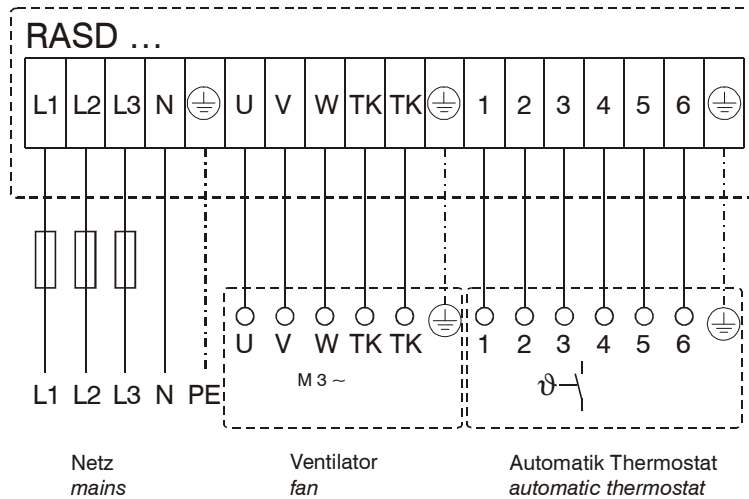 RASD ...
L1 L2 L3 N U V W TK TK 1 2 3 4 5 6
U V W TK TK 1 2 3 4 5 6
M 3 ~
ϑ
L1 L2 L3 N PE
Netz Ventilator Automatik Thermostat
mains fan automatic thermostat